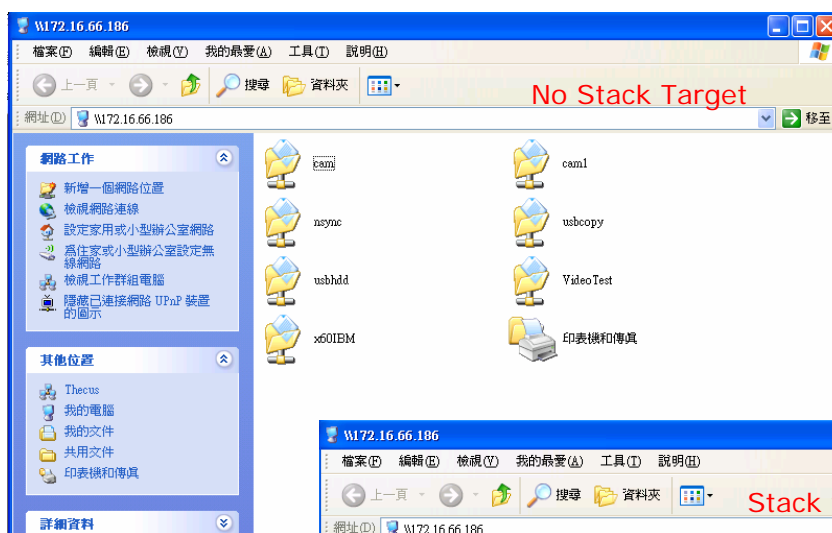 \\172.16.66.186
檔案(F) 編輯(E) 檢視(V) 我的最愛(A) 工具(T) 說明(H)
上一頁 搜尋 資料夾
No Stack Target
網址(D) \\172.16.66.186 移至
網路工作
新增一個網路位置
檢視網路連線
設定家用或小型辦公室網路
為住家或小型辦公室設定無
線網路
檢視工作群組電腦
隱藏已連接網路 UPnP 裝置
的圖示
其他位置
Thecus
我的電腦
我的文件
共用文件
印表機和傳真
詳細資料
cam
cam1
nsync
usbcopy
usbhdd
VideoTest
x60IBM
印表機和傳真
\\172.16.66.186
檔案(F) 編輯(E) 檢視(V) 我的最愛(A) 工具(T) 說明(H)
上一頁 搜尋 資料夾
Stack
網址(D) \\172.16.66.186